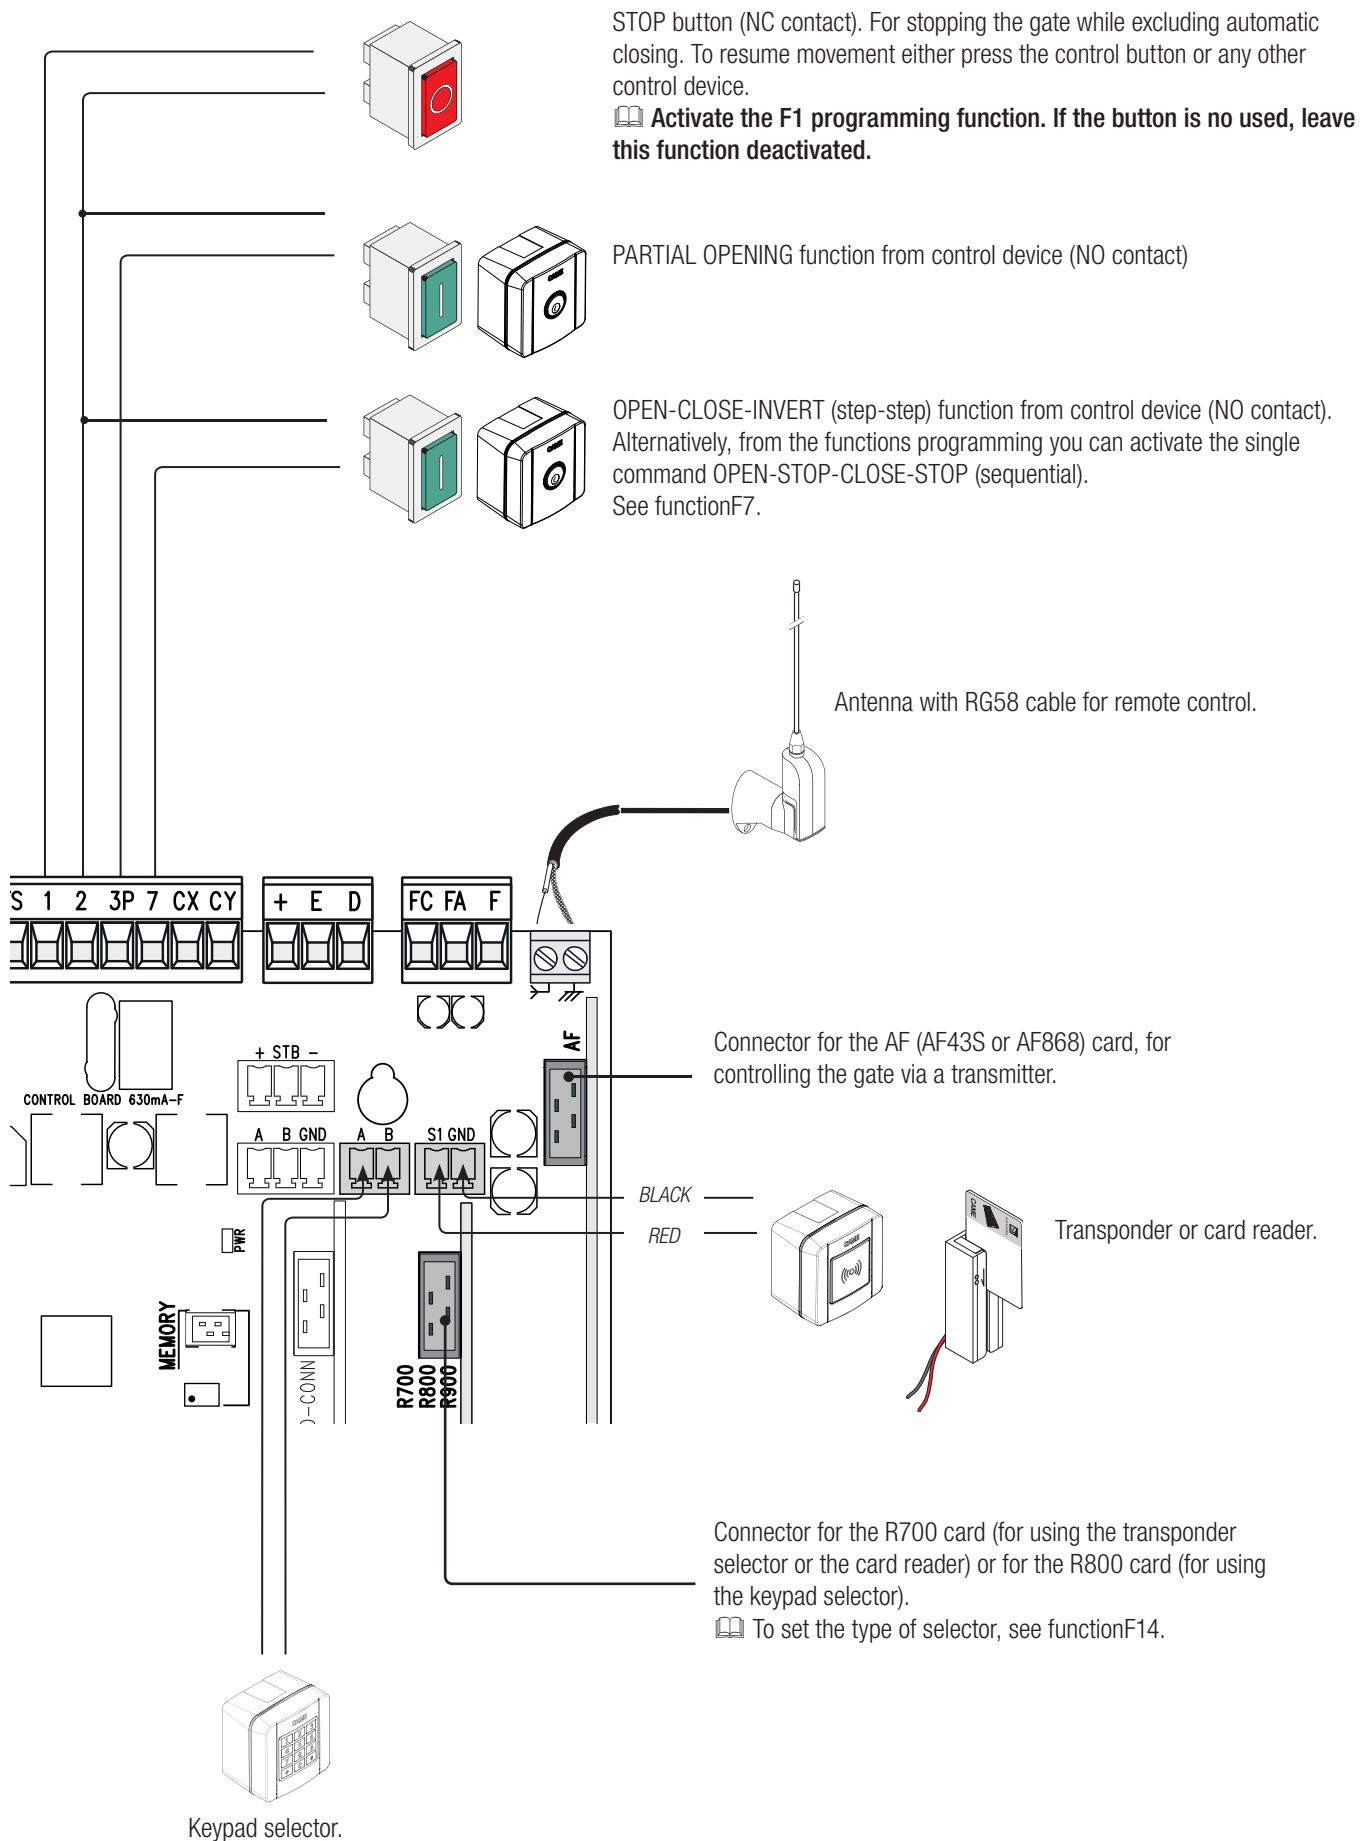 STOP button (NC contact). For stopping the gate while excluding automatic
closing. To resume movement either press the control button or any other
control device.
Activate the F1 programming function. If the button is no used, leave
this function deactivated.
PARTIAL OPENING function from control device (NO contact)
CAME
OPEN-CLOSE-INVERT (step-step) function from control device (NO contact).
Alternatively, from the functions programming you can activate the single
command OPEN-STOP-CLOSE-STOP (sequential).
See functionF7.
CAME
Antenna with RG58 cable for remote control.
S 1 2 3P 7 CX CY
+ E D
FC FA F
AF
Connector for the AF (AF43S or AF868) card, for
controlling the gate via a transmitter.
+ STB -
CONTROL BOARD 630mA-F
A B GND
A B
S1 GND
BLACK
RED
CAME
CAME
Transponder or card reader.
PWR
MEMORY
O-CONN
R700
R800
R900
Connector for the R700 card (for using the transponder
selector or the card reader) or for the R800 card (for using
the keypad selector).
To set the type of selector, see functionF14.
CAME
Keypad selector.